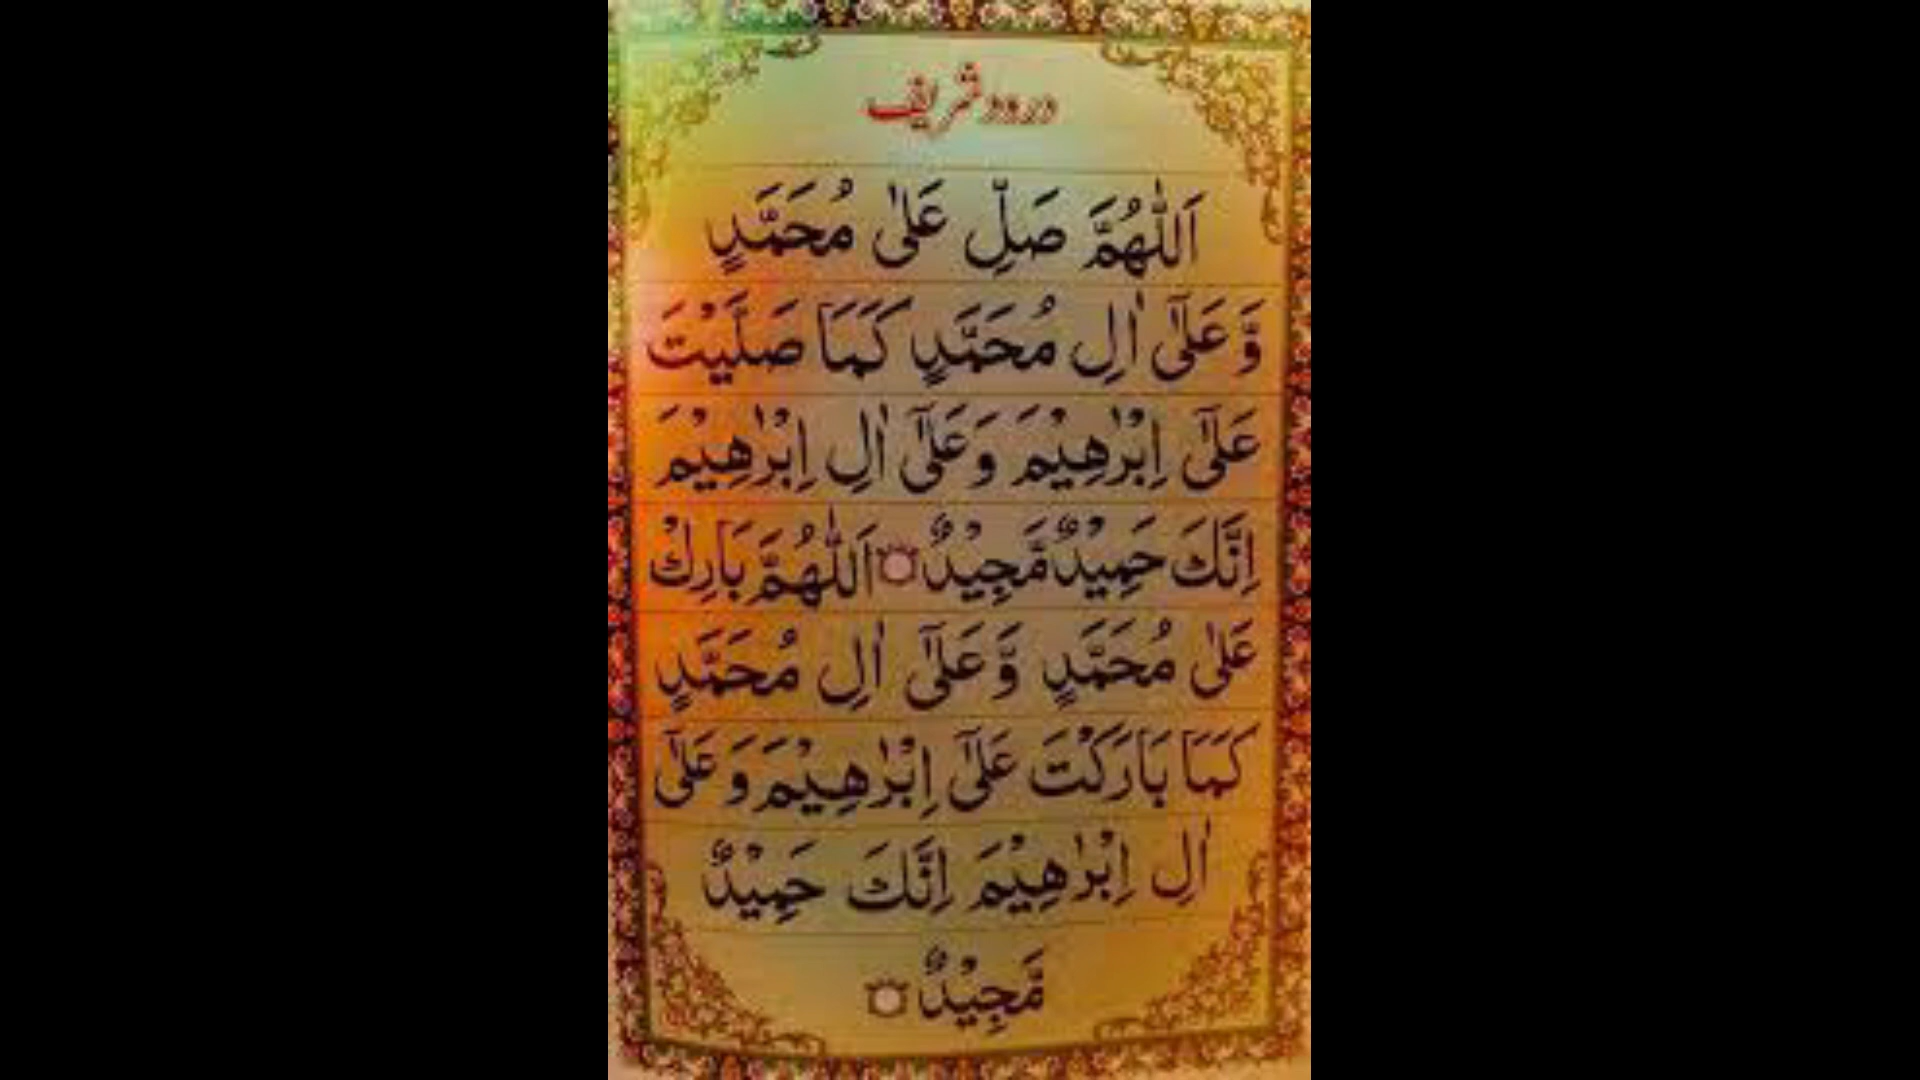 درود شریف
اَللّٰهُمَّ صَلِّ عَلٰى مُحَمَّدٍ
وَّ عَلٰٓى اٰلِ مُحَمَّدٍ كَمَا صَلَّيْتَ
عَلٰٓى اِبْرٰهِيْمَ وَ عَلٰٓى اٰلِ اِبْرٰهِيْمَ
اِنَّكَ حَمِيْدٌ مَّجِيْدٌ اَللّٰهُمَّ بَارِكْ
عَلٰى مُحَمَّدٍ وَّ عَلٰٓى اٰلِ مُحَمَّدٍ
كَمَا بَارَكْتَ عَلٰٓى اِبْرٰهِيْمَ وَ عَلٰٓى
اٰلِ اِبْرٰهِيْمَ اِنَّكَ حَمِيْدٌ
مَّجِيْدٌ